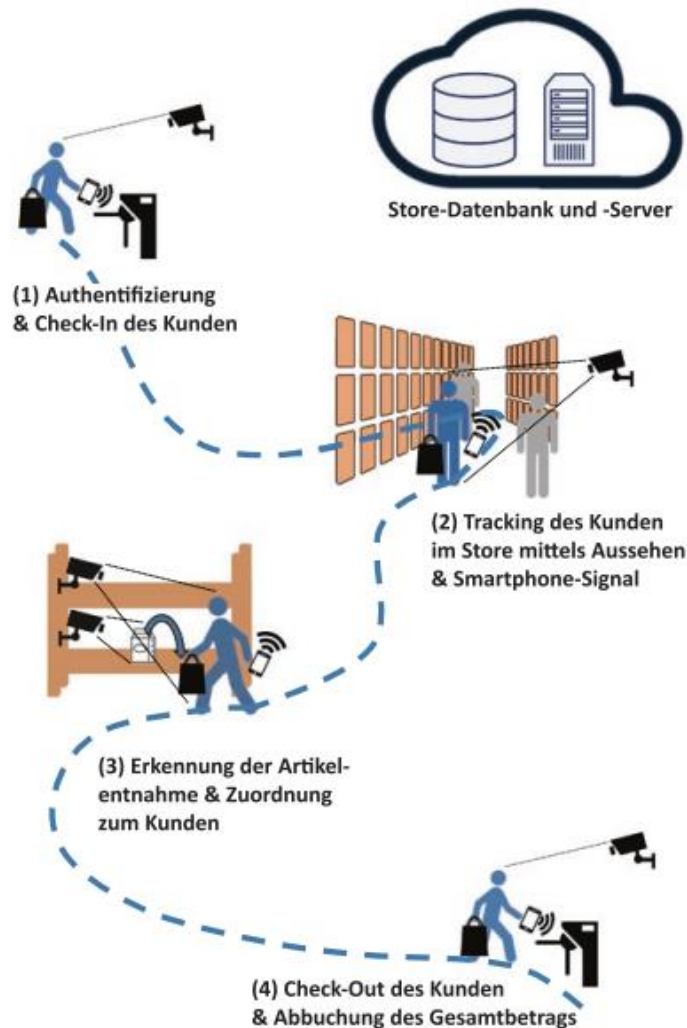 Store-Datenbank und -Server
(1) Authentifizierung
& Check-In des Kunden
(2) Tracking des Kunden
im Store mittels Aussehen
& Smartphone-Signal
(3) Erkennung der Artikel-
entnahme & Zuordnung
zum Kunden
(4) Check-Out des Kunden
& Abbuchung des Gesamtbetrags